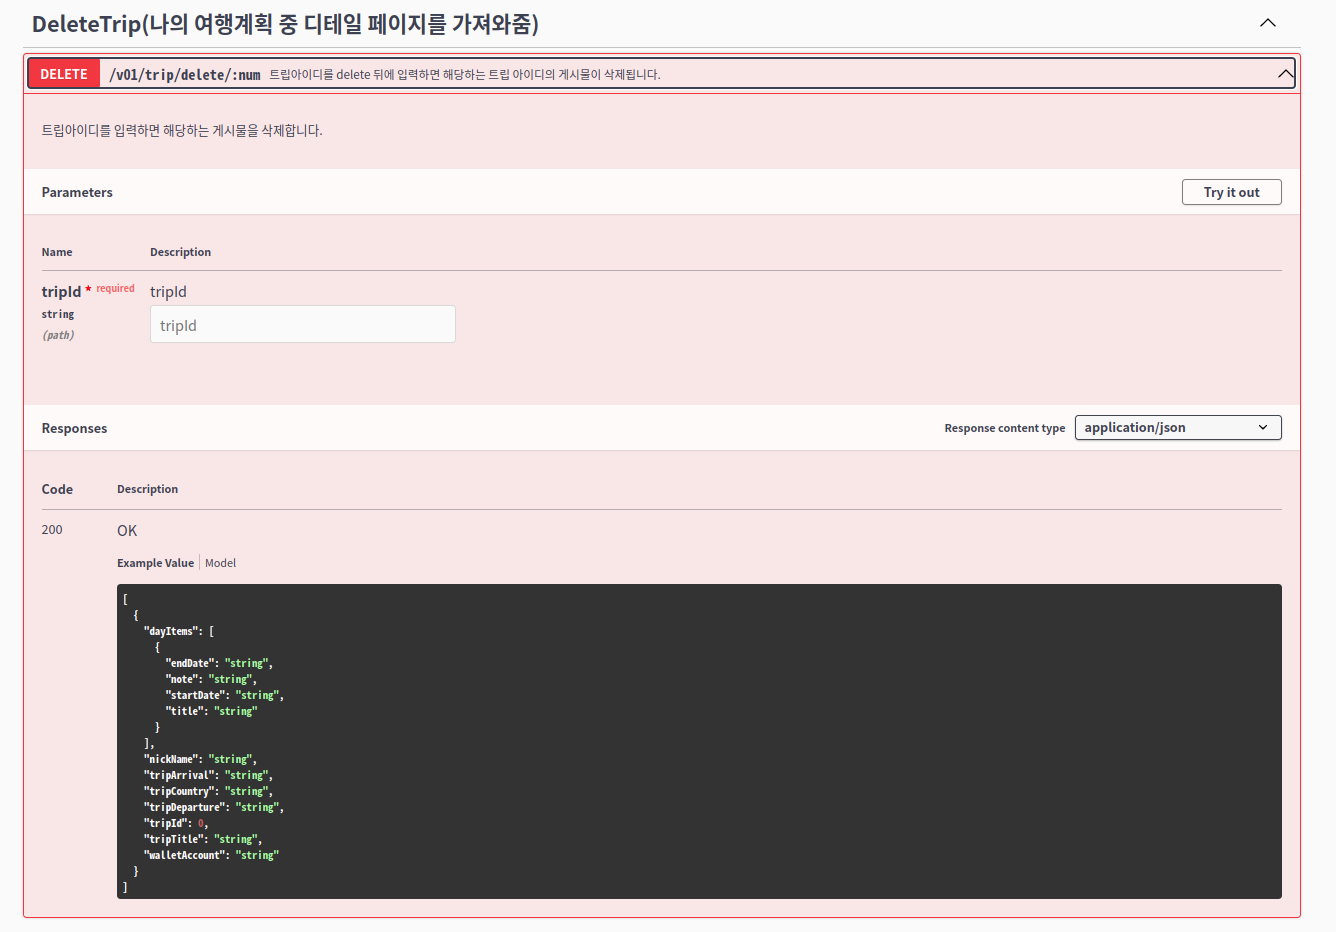 DeleteTrip(나의 여행계획 중 디테일 페이지를 가져와줌)
DELETE /v01/trip/delete/:num 트립아이디를 delete 뒤에 입력하면 해당하는 트립 아이디의 게시물이 삭제됩니다.
트립아이디를 입력하면 해당하는 게시물을 삭제합니다.
Parameters Try it out
Name Description
tripId * required tripId
string
tripId
(path)
Responses Response content type application/json
Code Description
200 OK
Example Value Model
[
  {
    "dayItems": [
      {
        "endDate": "string",
        "note": "string",
        "startDate": "string",
        "title": "string"
      }
    ],
    "nickName": "string",
    "tripArrival": "string",
    "tripCountry": "string",
    "tripDeparture": "string",
    "tripId": 0,
    "tripTitle": "string",
    "walletAccount": "string"
  }
]